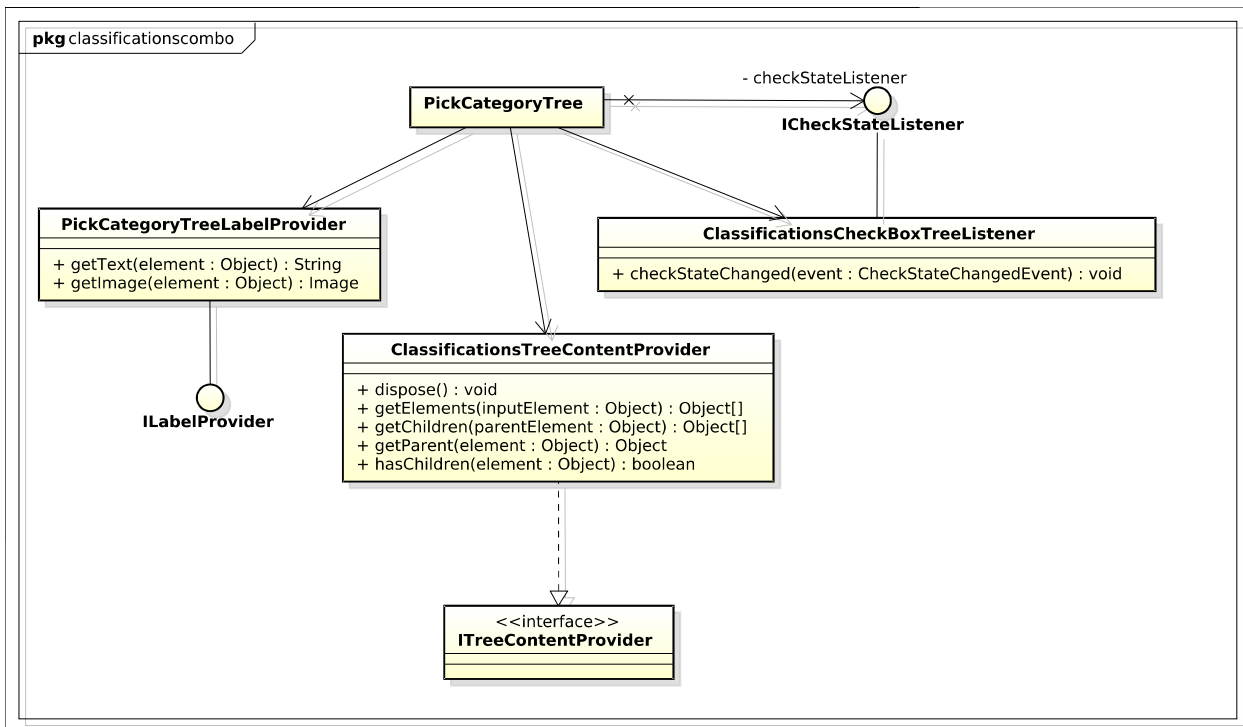 pkg classificationscombo
- checkStateListener
PickCategoryTree
ICheckStateListener
PickCategoryTreeLabelProvider
+ getText(element : Object) : String
+ getImage(element : Object) : Image
ClassificationsCheckBoxTreeListener
+ checkStateChanged(event : CheckStateChangedEvent) : void
ILabelProvider
ClassificationsTreeContentProvider
+ dispose() : void
+ getElements(inputElement : Object) : Object[]
+ getChildren(parentElement : Object) : Object[]
+ getParent(element : Object) : Object
+ hasChildren(element : Object) : boolean
<<interface>>
ITreeContentProvider